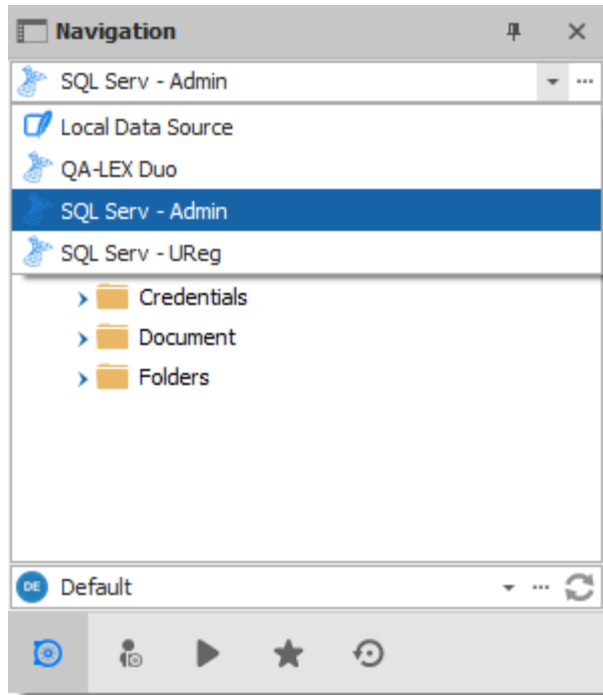 Navigation
SQL Serv - Admin
Local Data Source
QA-LEX Duo
SQL Serv - Admin
SQL Serv - UReg
Credentials
Document
Folders
DE Default